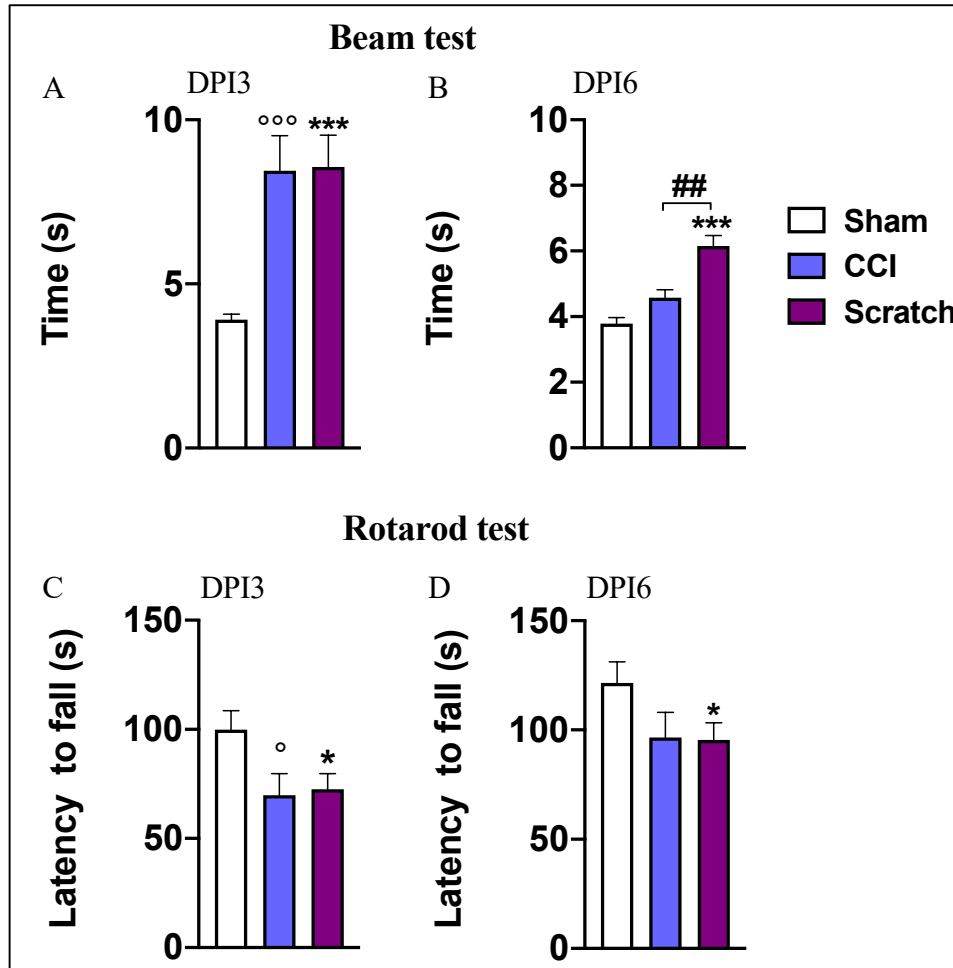 Beam test
A DPI3
°°° ***
10
5
0
Time (s)
B DPI6
##
***
10
8
6
4
2
0
Time (s)
Sham
CCI
Scratch
Rotarod test
C DPI3
° *
150
100
50
0
Latency to fall (s)
D DPI6
*
150
100
50
0
Latency to fall (s)